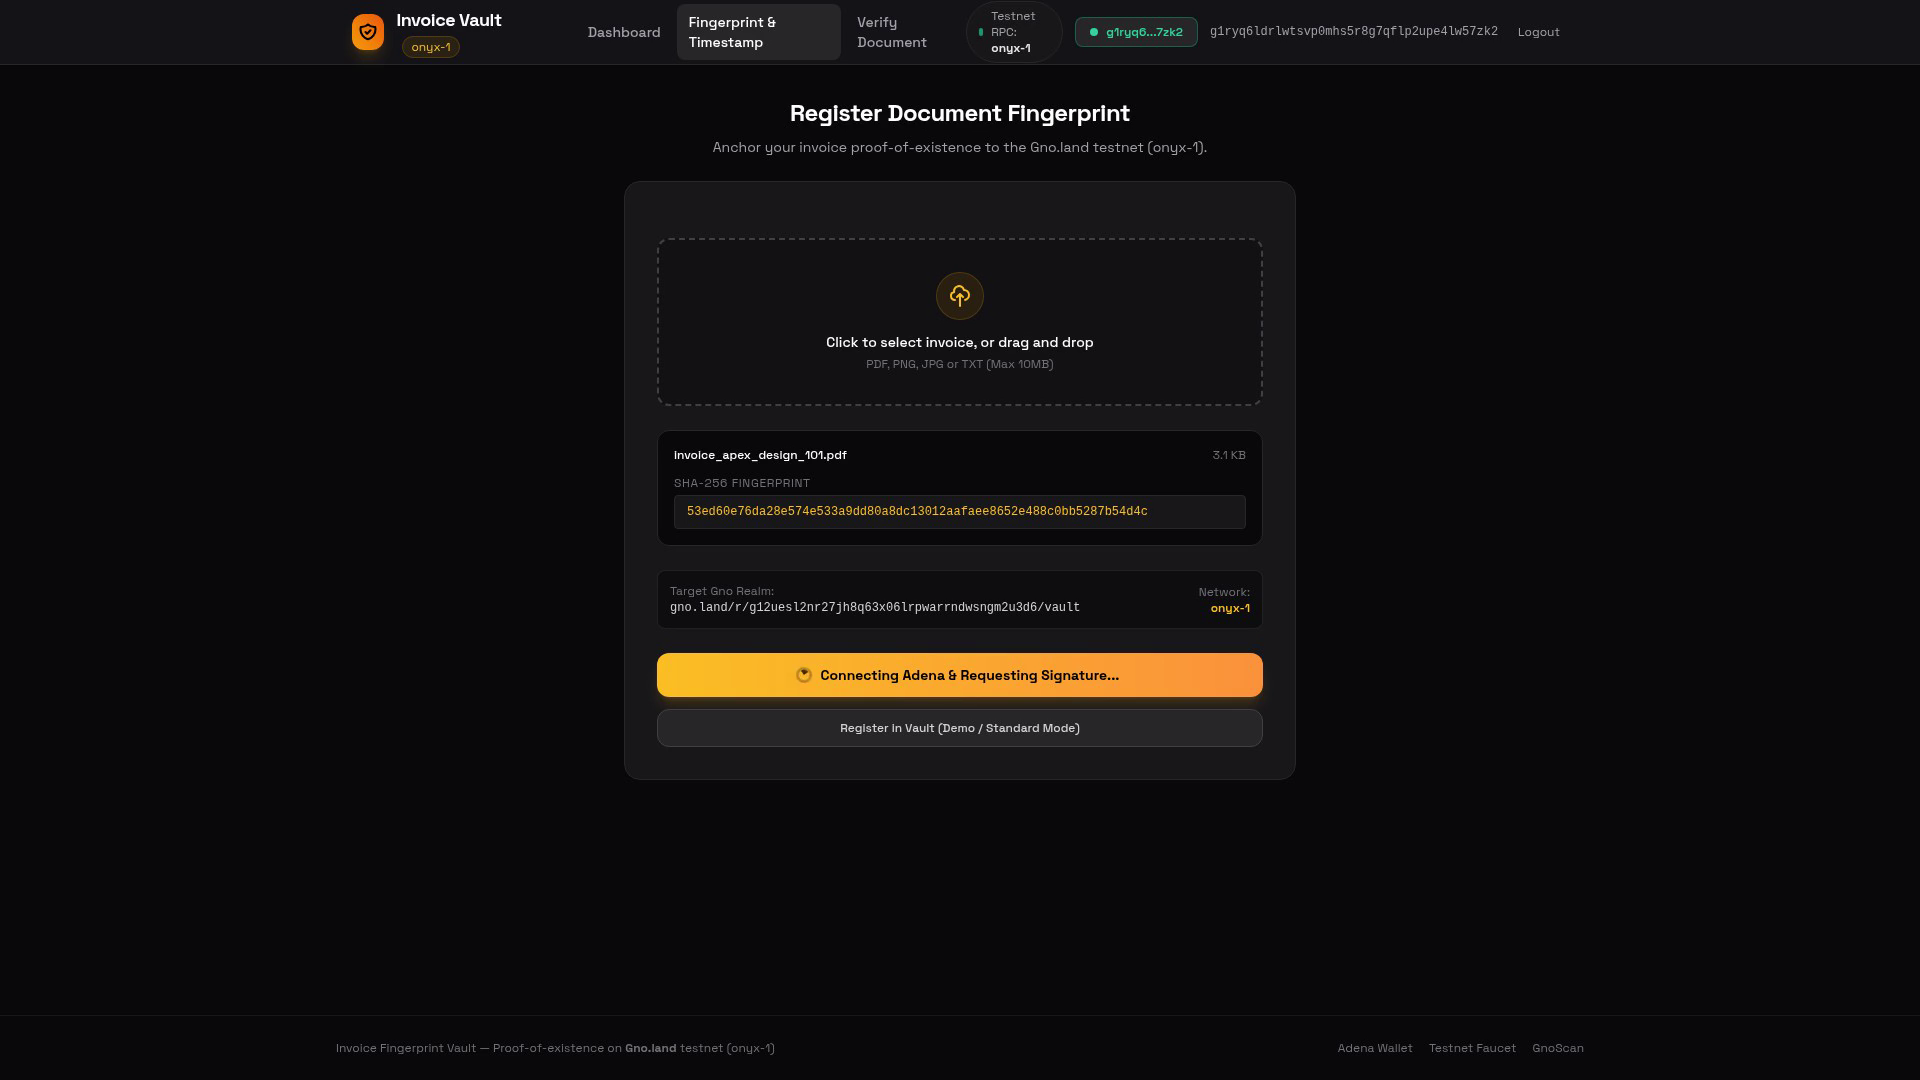 Invoice Vault
onyx-1
Dashboard
Fingerprint &
Timestamp
Verify
Document
Testnet
RPC:
onyx-1
g1ryq6...7zk2
g1ryq6ldrlwtsvp0mhs5r8g7qflp2upe4lw57zk2
Logout
Register Document Fingerprint
Anchor your invoice proof-of-existence to the Gno.land testnet (onyx-1).
Click to select invoice, or drag and drop
PDF, PNG, JPG or TXT (Max 10MB)
invoice_apex_design_101.pdf
3.1 KB
SHA-256 FINGERPRINT
53ed60e76da28e574e533a9dd80a8dc13012aafaee8652e488c0bb5287b54d4c
Target Gno Realm:
gno.land/r/g12uesl2nr27jh8q63x06lrpwarrndwsngm2u3d6/vault
Network:
onyx-1
Connecting Adena & Requesting Signature...
Register in Vault (Demo / Standard Mode)
Invoice Fingerprint Vault — Proof-of-existence on Gno.land testnet (onyx-1)
Adena Wallet
Testnet Faucet
GnoScan